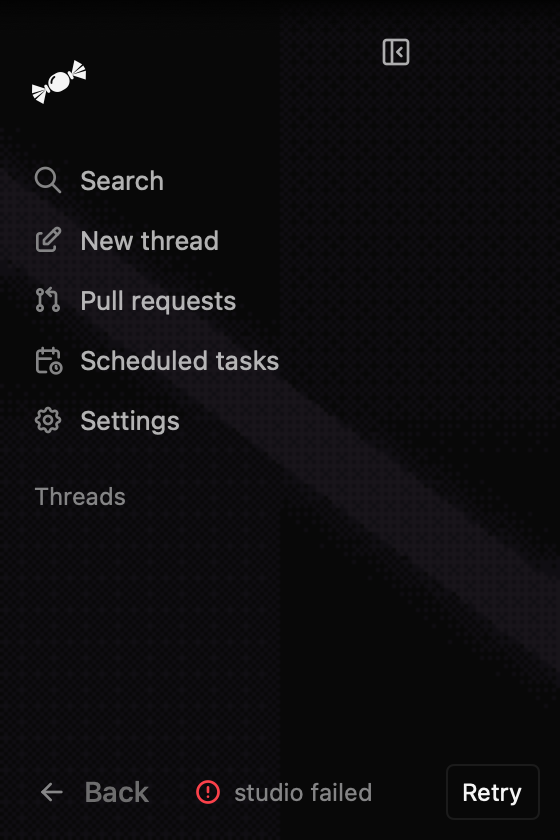 Search
New thread
Pull requests
Scheduled tasks
Settings
Threads
Back
studio failed
Retry